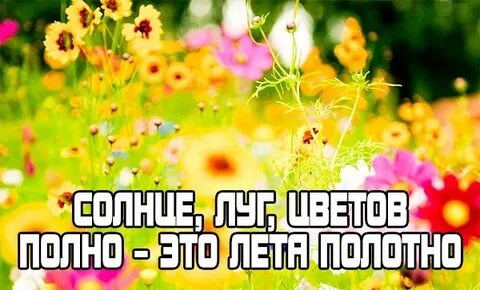 СОЛНЦЕ, ЛУГ, ЦВЕТОВ
ПОЛНО - ЭТО ЛЕТА ПОЛОТНО